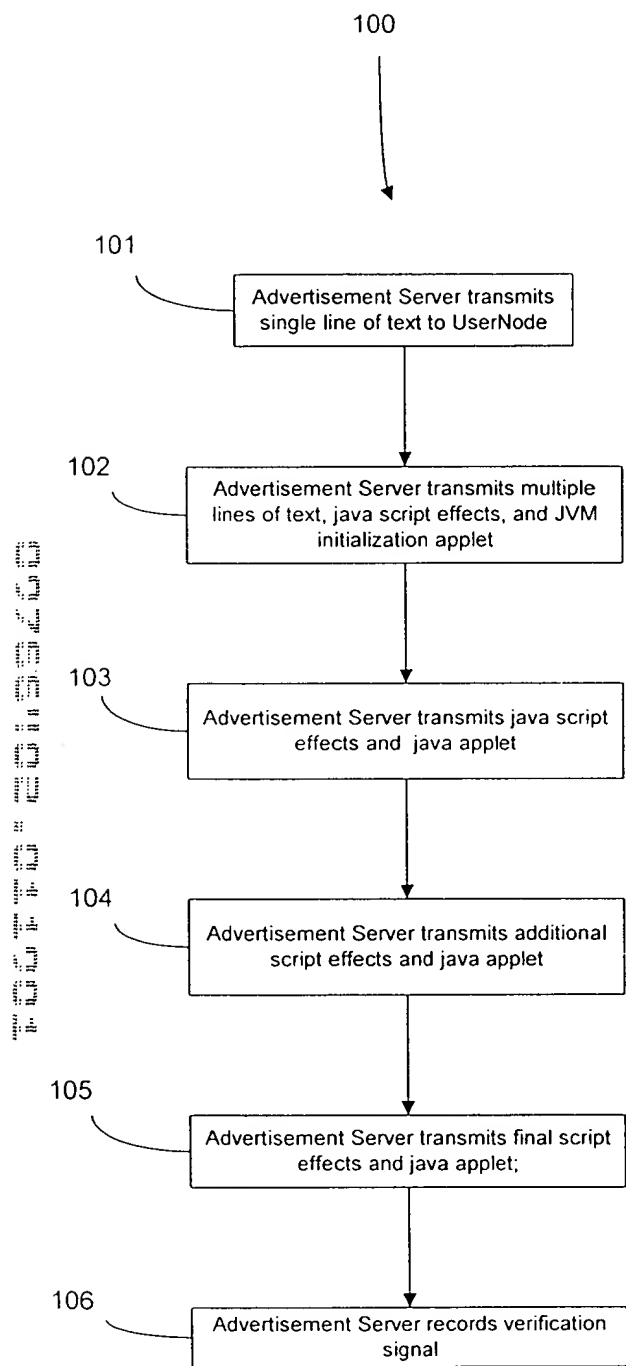 100
101
Advertisement Server transmits
single line of text to UserNode
102
Advertisement Server transmits multiple
lines of text, java script effects, and JVM
initialization applet
103
Advertisement Server transmits java script
effects and java applet
104
Advertisement Server transmits additional
script effects and java applet
105
Advertisement Server transmits final script
effects and java applet;
106
Advertisement Server records verification
signal